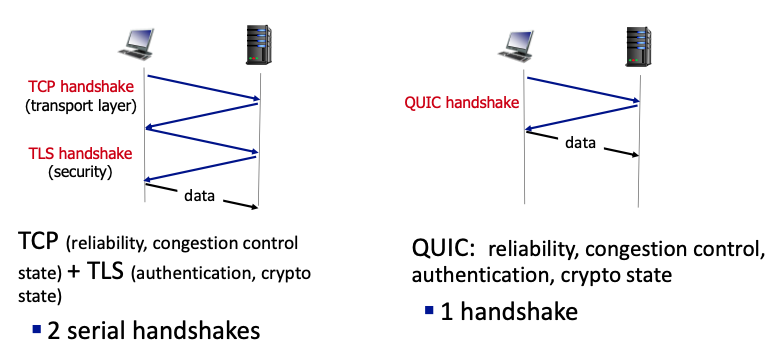 TCP handshake
(transport layer)
TLS handshake
(security)
data
TCP (reliability, congestion control
state) + TLS (authentication, crypto
state)
▪ 2 serial handshakes
QUIC handshake
data
QUIC: reliability, congestion control,
authentication, crypto state
▪ 1 handshake